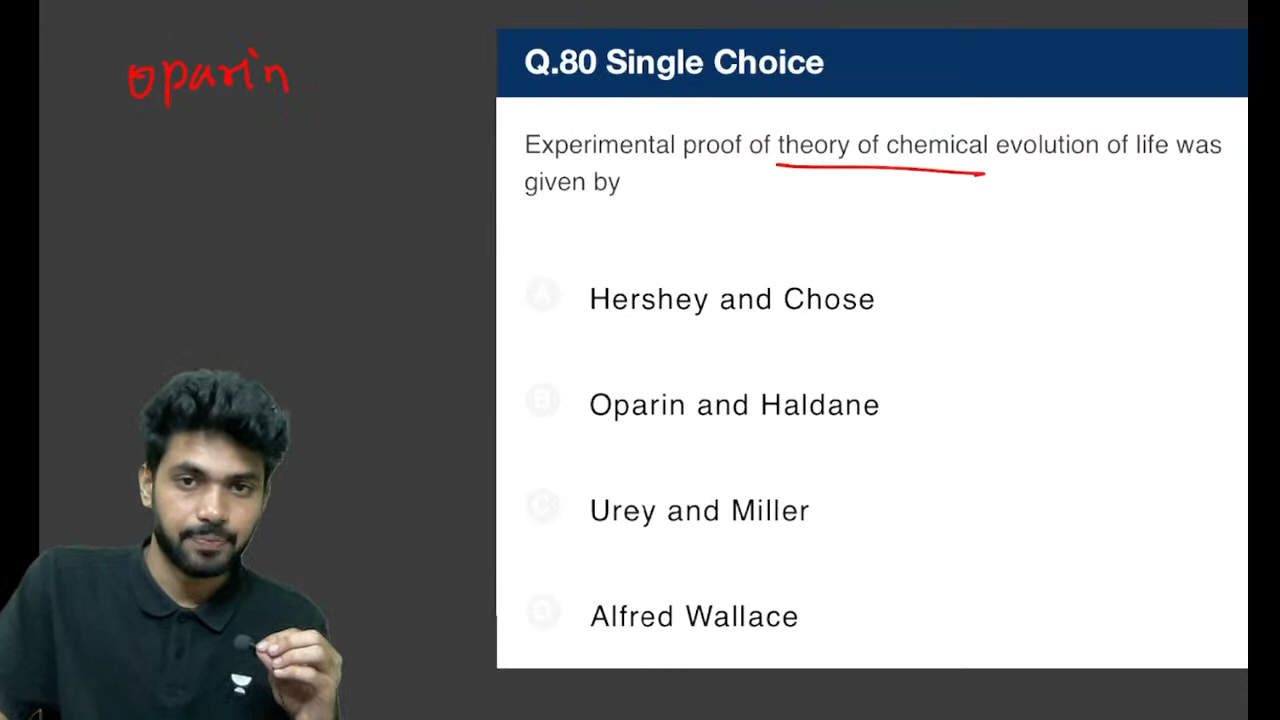 oparin
Q.80 Single Choice
Experimental proof of theory of chemical evolution of life was
given by
A Hershey and Chose
B Oparin and Haldane
C Urey and Miller
D Alfred Wallace